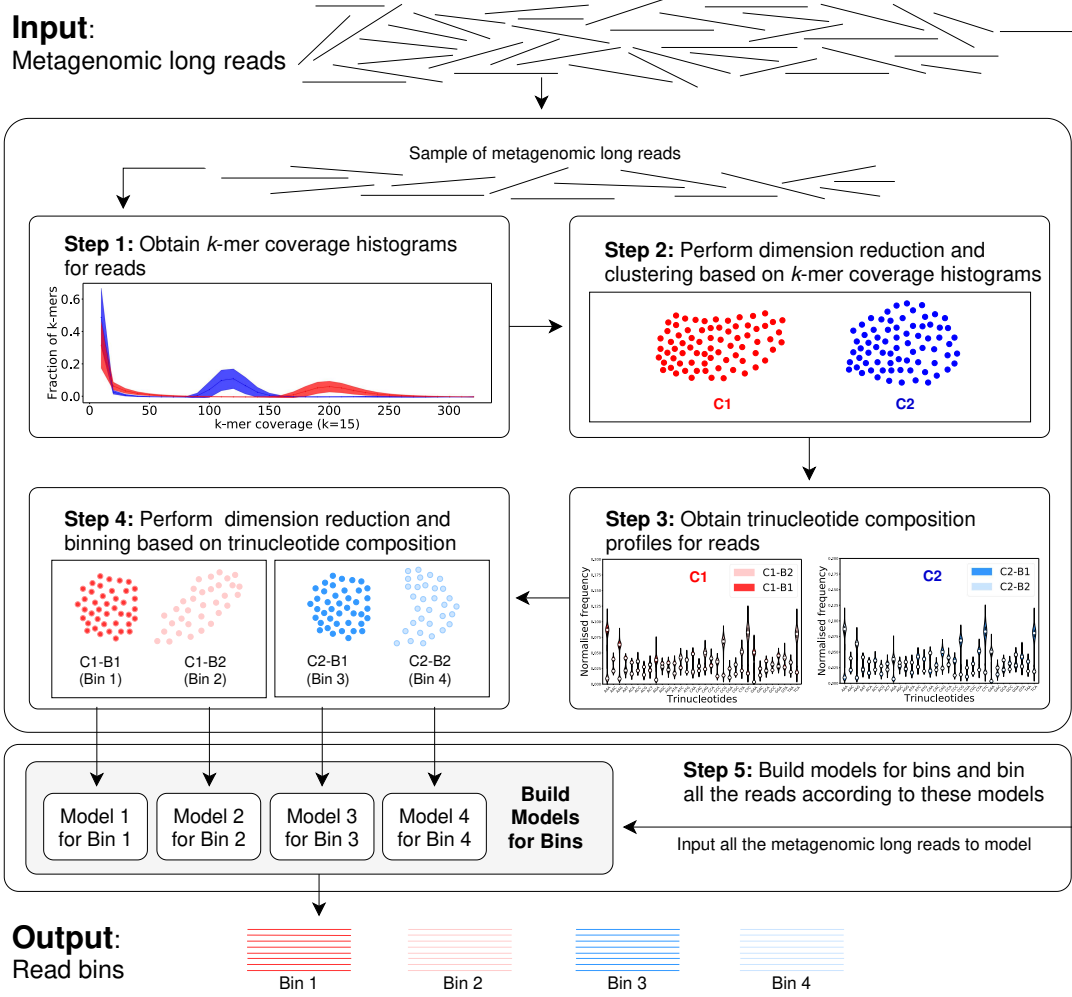 Input:
Metagenomic long reads
Sample of metagenomic long reads
Step 1: Obtain k-mer coverage histograms
for reads
Fraction of k-mers
0.6
0.4
0.2
0.0
0 50 100 150 200 250 300
k-mer coverage (k=15)
Step 2: Perform dimension reduction and
clustering based on k-mer coverage histograms
C1 C2
Step 3: Obtain trinucleotide composition
profiles for reads
C1
C1-B2
C1-B1
Normalised frequency
Trinucleotides
C2
C2-B1
C2-B2
Normalised frequency
Trinucleotides
Step 4: Perform dimension reduction and
binning based on trinucleotide composition
C1-B1 C1-B2 C2-B1 C2-B2
(Bin 1) (Bin 2) (Bin 3) (Bin 4)
Step 5: Build models for bins and bin
all the reads according to these models
Model 1 Model 2 Model 3 Model 4
for Bin 1 for Bin 2 for Bin 3 for Bin 4
Build
Models
for Bins
Input all the metagenomic long reads to model
Output:
Read bins
Bin 1 Bin 2 Bin 3 Bin 4